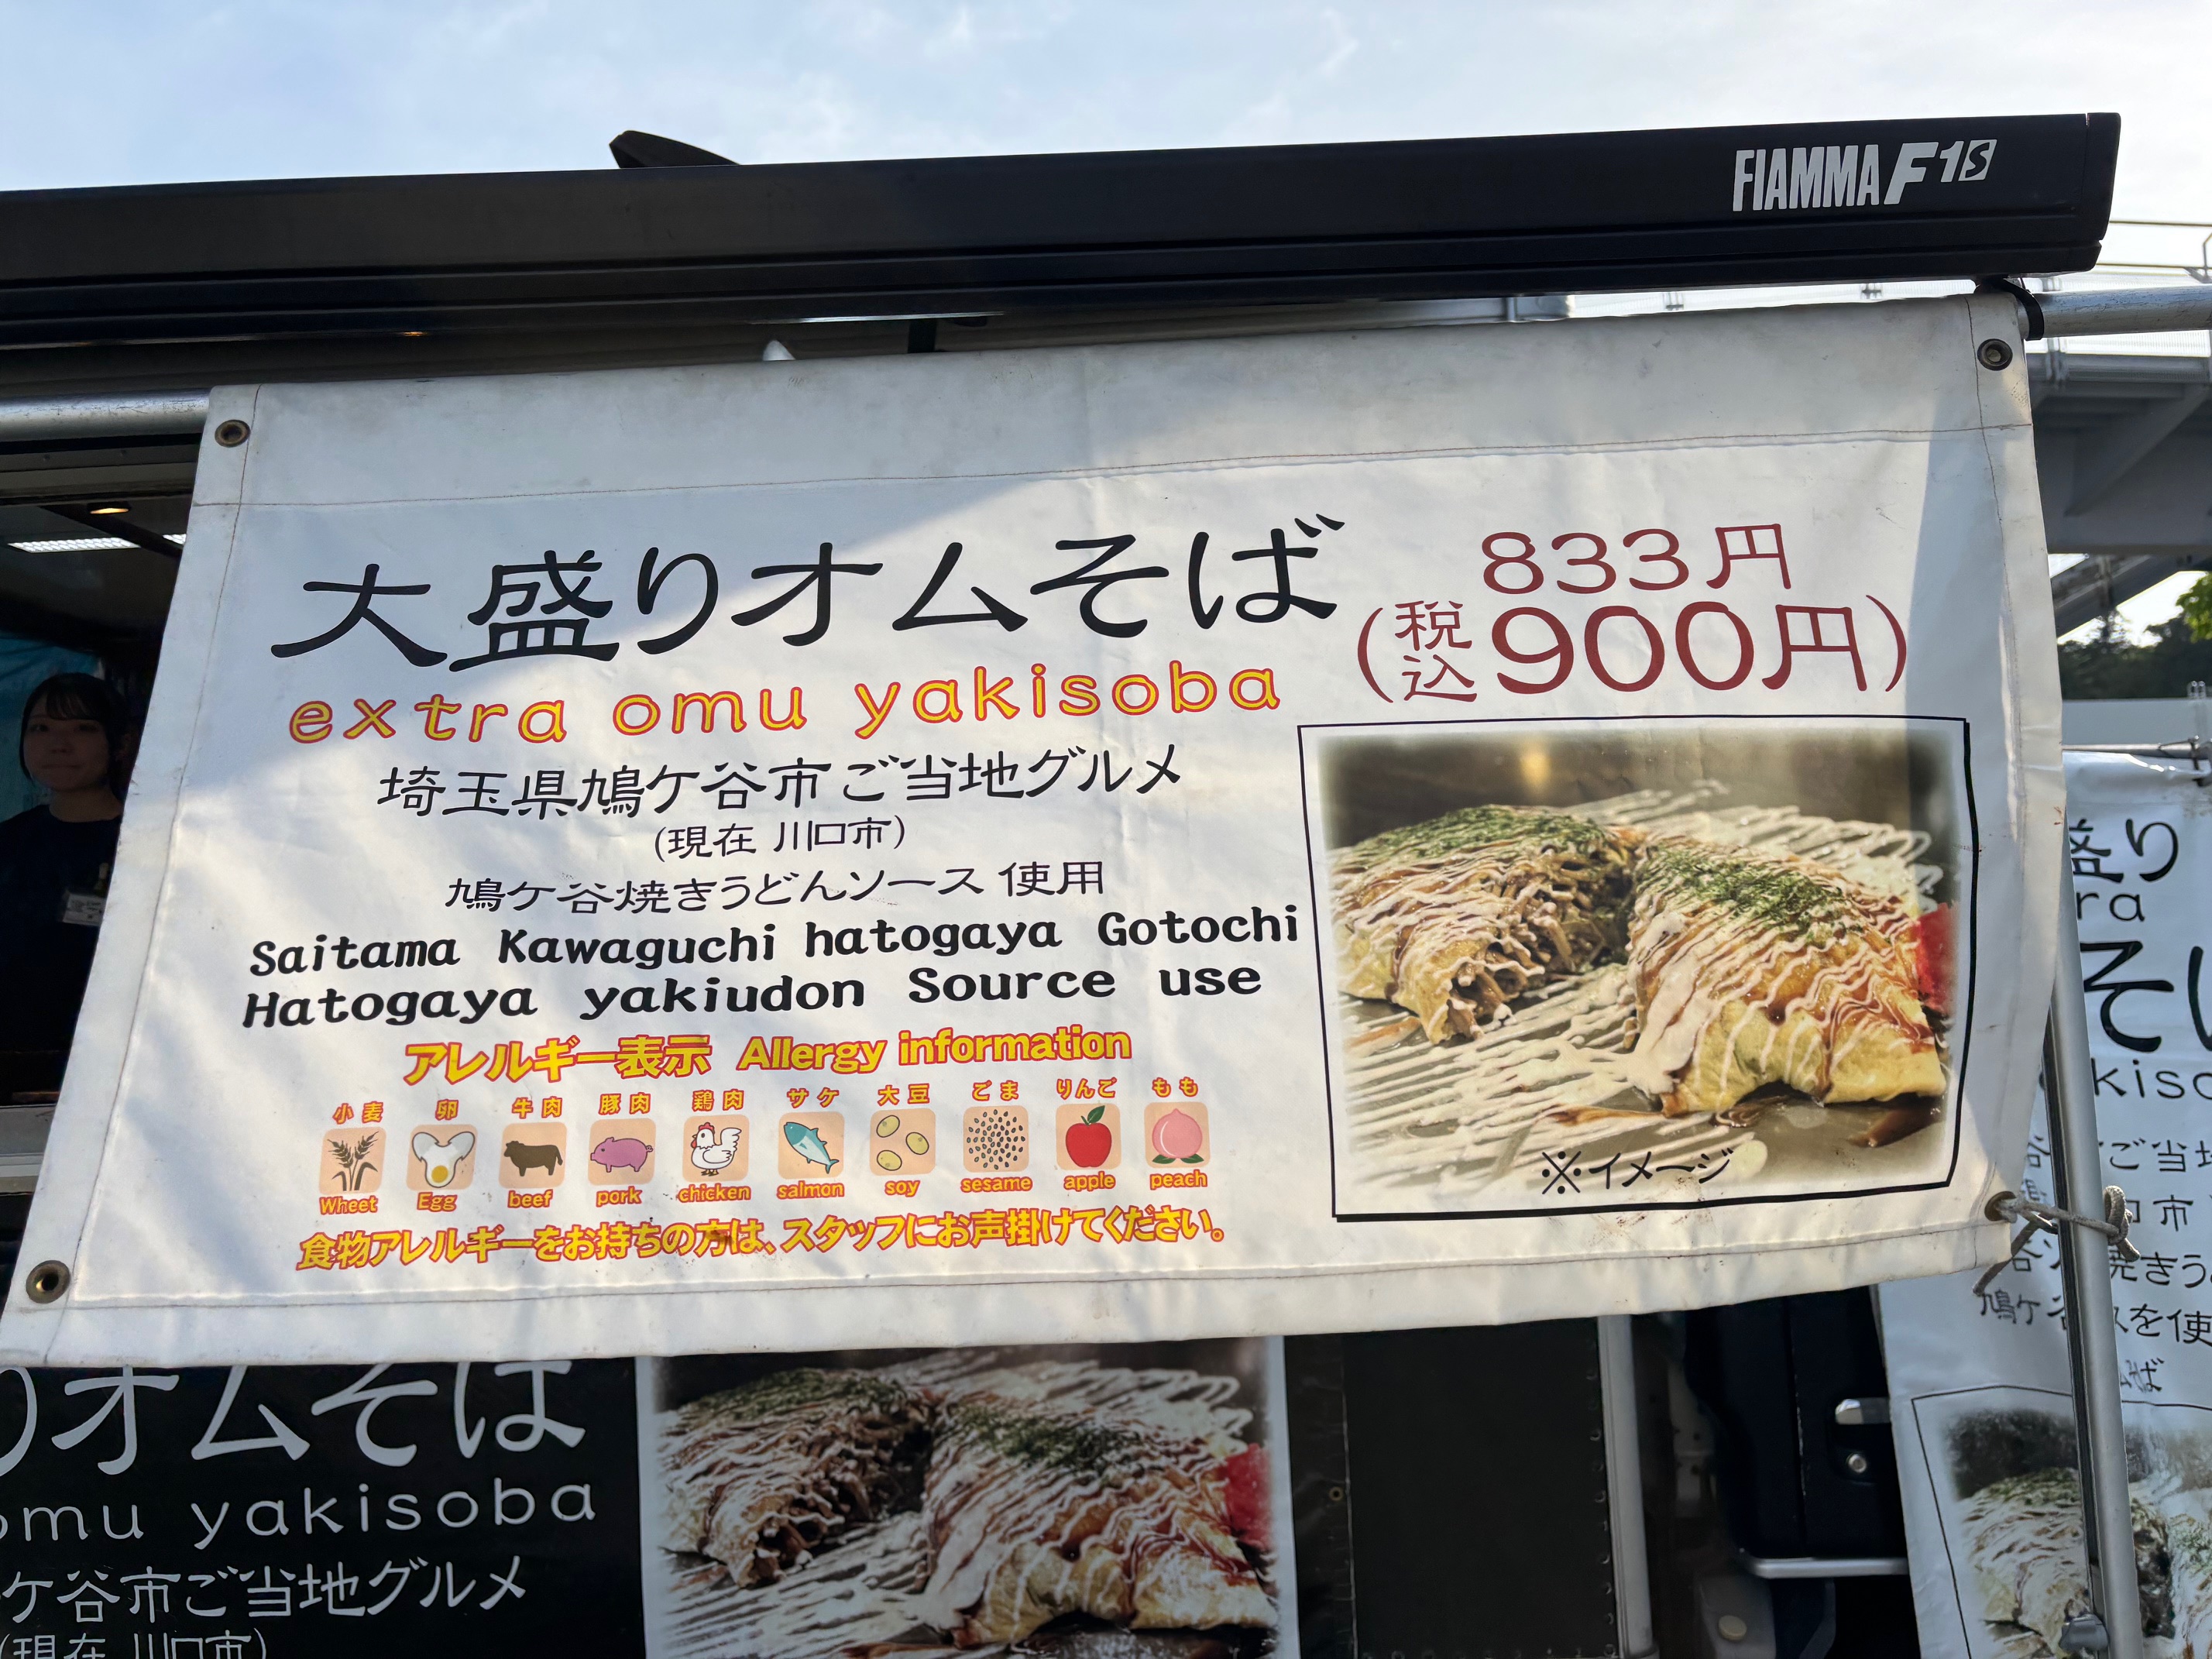 FIAMMA F1S
大盛りオムそば
833円
(税込900円)
extra omu yakisoba
埼玉県鳩ケ谷市ご当地グルメ
(現在 川口市)
鳩ケ谷焼きうどんソース 使用
Saitama Kawaguchi hatogaya Gotochi
Hatogaya yakiudon Source use
アレルギー表示 Allergy information
小麦 卵 牛肉 豚肉 鶏肉 サケ 大豆 ごま りんご もも
Wheet Egg beef pork chicken salmon soy sesame apple peach
食物アレルギーをお持ちの方は、スタッフにお声掛けてください。
※イメージ
りオムそば
omu yakisoba
ケ谷市ご当地グルメ
(現在 川口市)
盛り
ra
そ
kiso
ご当地
口市
焼きう
鳩ケ谷
を使